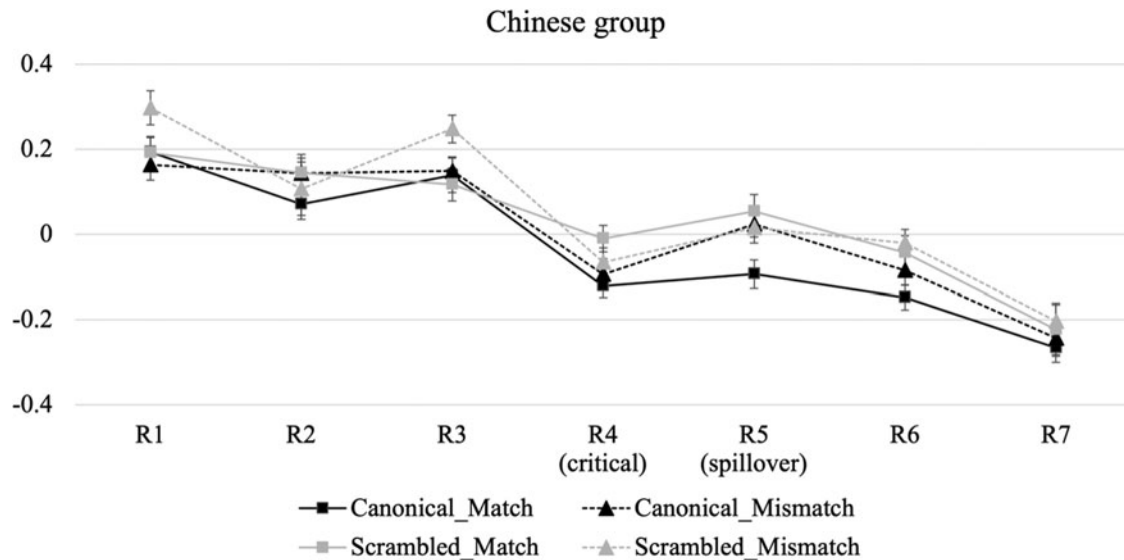 Chinese group
0.4
0.2
0
-0.2
-0.4
R1 R2 R3 R4 R5 R6 R7
(critical) (spillover)
Canonical_Match Canonical_Mismatch
Scrambled_Match Scrambled_Mismatch